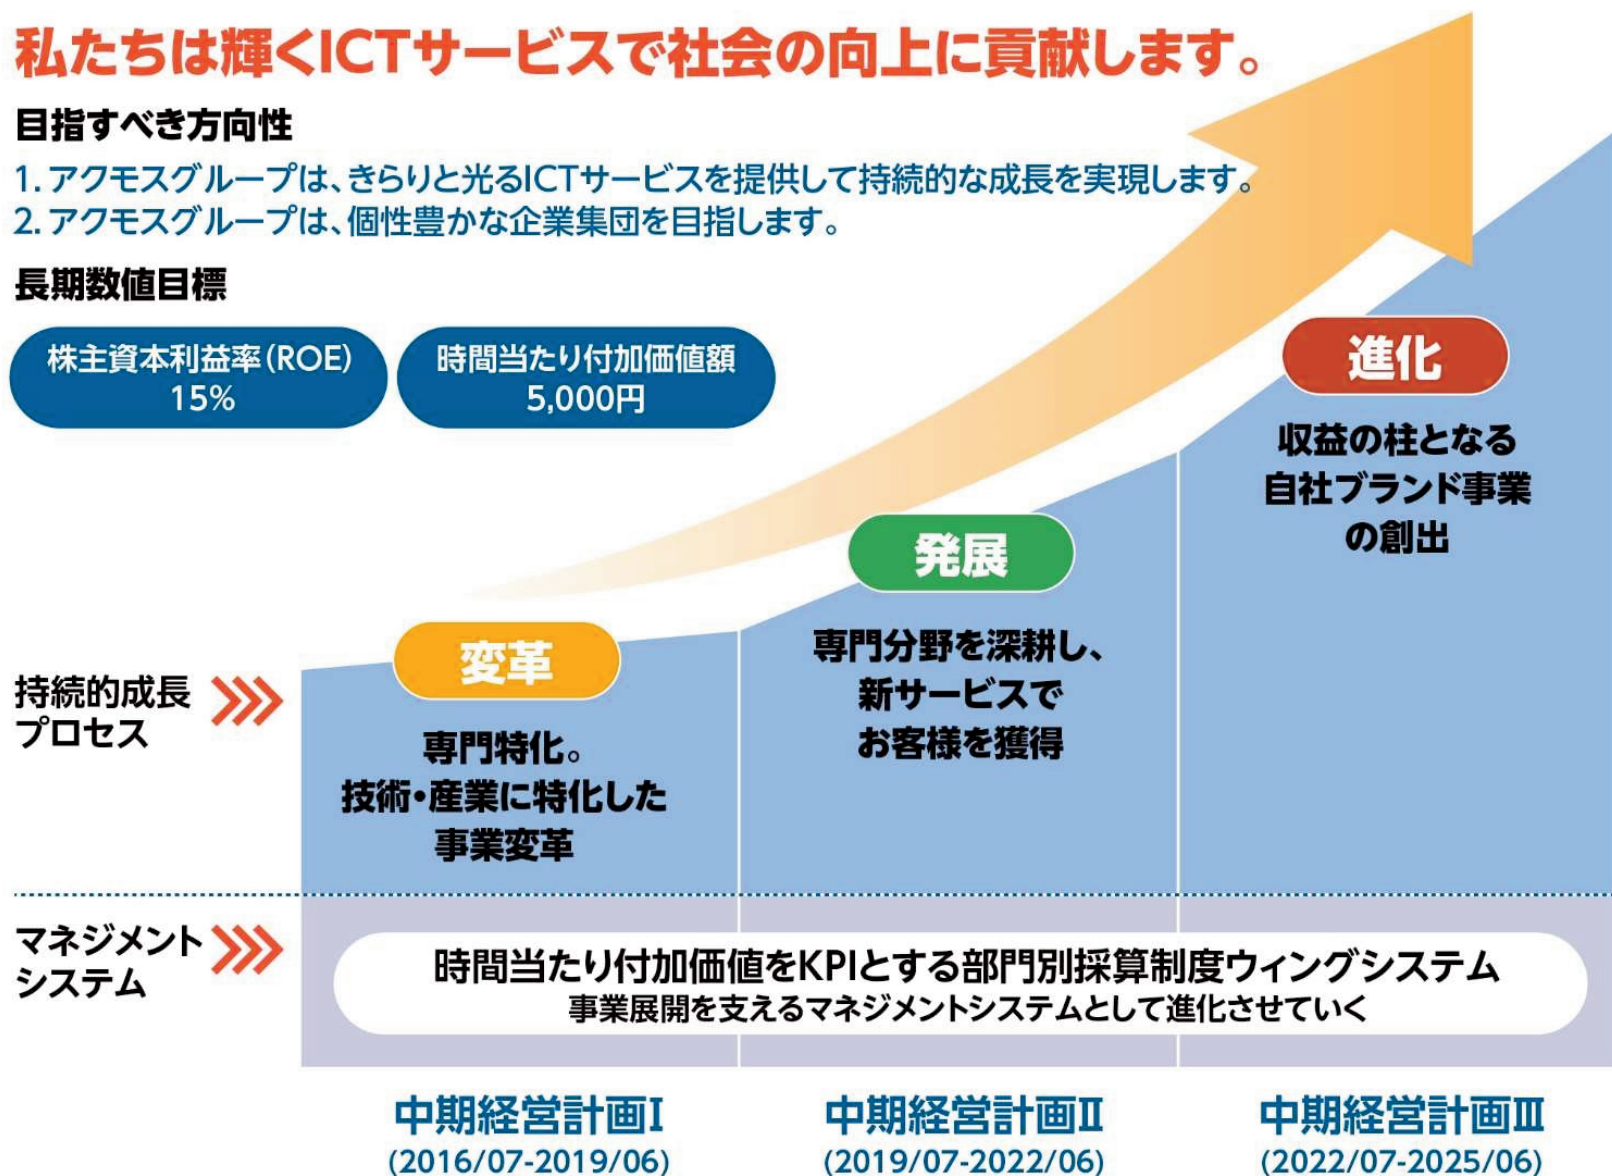 私たちは輝くICTサービスで社会の向上に貢献します。
目指すべき方向性
1. アクモスグループは、きらりと光るICTサービスを提供して持続的な成長を実現します。
2. アクモスグループは、個性豊かな企業集団を目指します。
長期数値目標
株主資本利益率(ROE)
15%
時間当たり付加価値額
5,000円
進化
収益の柱となる
自社ブランド事業
の創出
発展
専門分野を深耕し、
新サービスで
お客様を獲得
変革
専門特化。
技術・産業に特化した
事業変革
持続的成長
プロセス
マネジメント
システム
時間当たり付加価値をKPIとする部門別採算制度ウィングシステム
事業展開を支えるマネジメントシステムとして進化させていく
中期経営計画Ⅰ
(2016/07-2019/06)
中期経営計画Ⅱ
(2019/07-2022/06)
中期経営計画Ⅲ
(2022/07-2025/06)